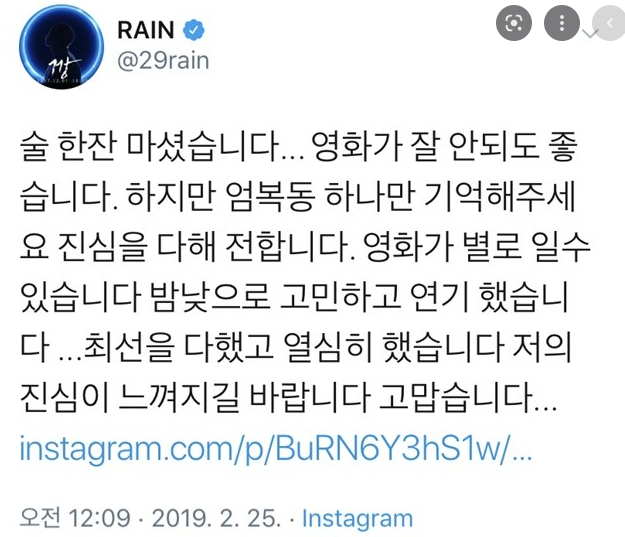 RAIN
@29rain
술 한잔 마셨습니다... 영화가 잘 안되도 좋
습니다. 하지만 엄복동 하나만 기억해주세
요 진심을 다해 전합니다. 영화가 별로 일수
있습니다 밤낮으로 고민하고 연기 했습니
다 ...최선을 다했고 열심히 했습니다 저의
진심이 느껴지길 바랍니다 고맙습니다...
instagram.com/p/BuRN6Y3hS1w/...
오전 12:09 · 2019. 2. 25. · Instagram